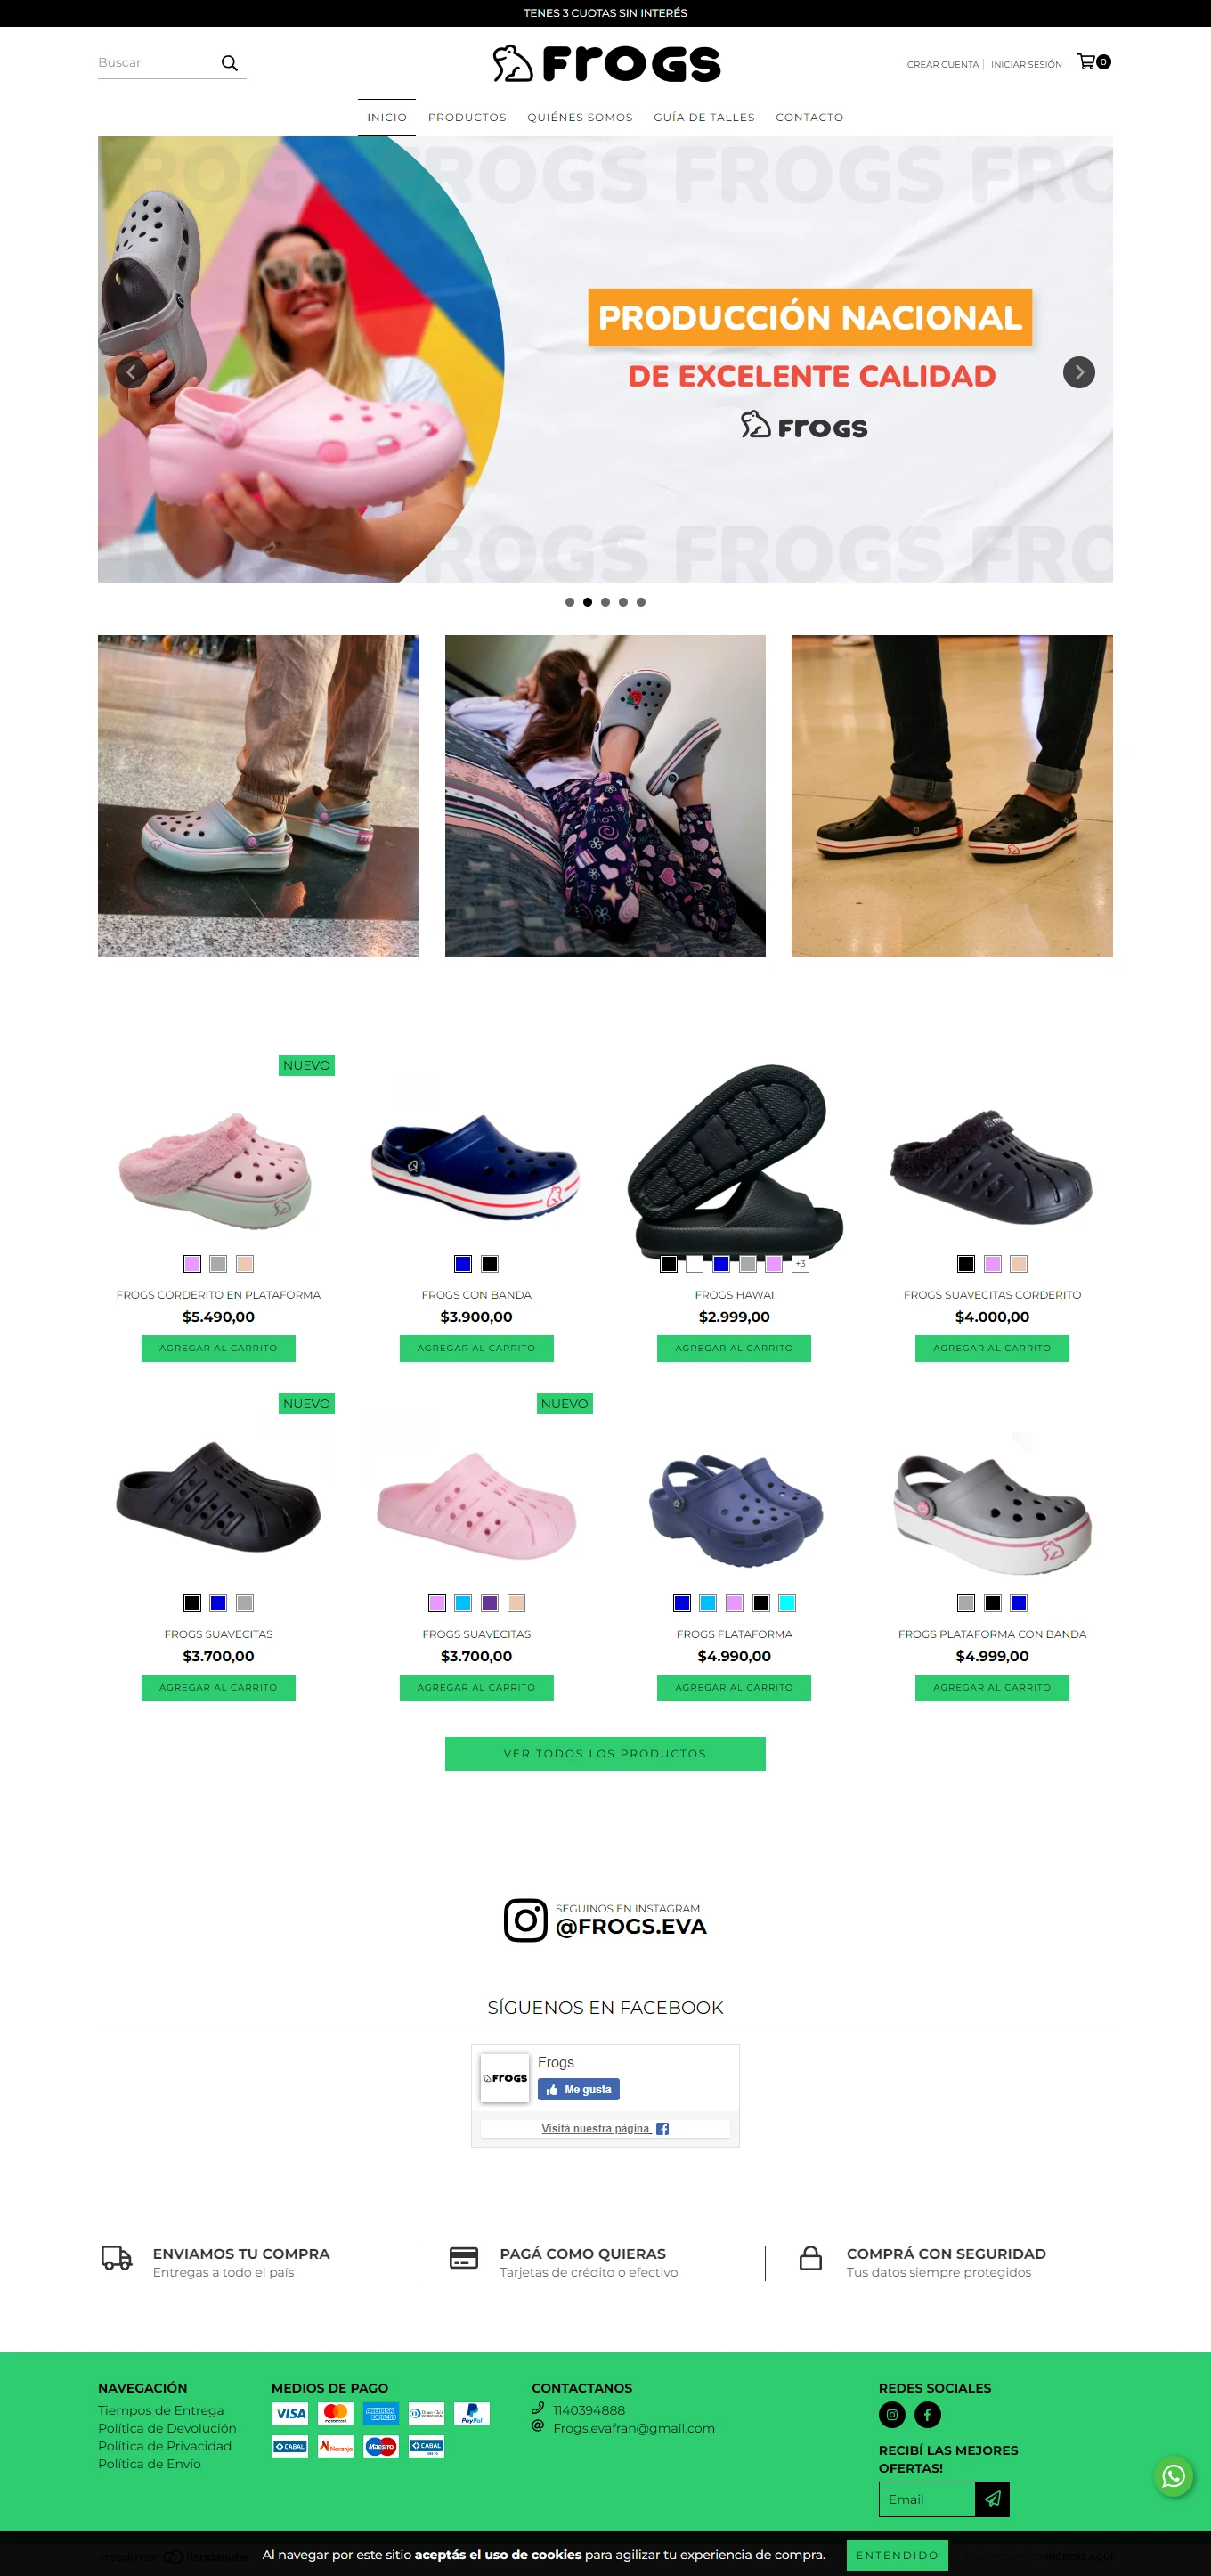 TENES 3 CUOTAS SIN INTERÉS
Buscar
FROGS
CREAR CUENTA
INICIAR SESIÓN
0
INICIO
PRODUCTOS
QUIÉNES SOMOS
GUÍA DE TALLES
CONTACTO
PRODUCCIÓN NACIONAL
DE EXCELENTE CALIDAD
FROGS
NUEVO
+3
FROGS CORDERITO EN PLATAFORMA
$5.490,00
AGREGAR AL CARRITO
FROGS CON BANDA
$3.900,00
AGREGAR AL CARRITO
FROGS HAWAI
$2.999,00
AGREGAR AL CARRITO
FROGS SUAVECITAS CORDERITO
$4.000,00
AGREGAR AL CARRITO
NUEVO
NUEVO
FROGS SUAVECITAS
$3.700,00
AGREGAR AL CARRITO
FROGS SUAVECITAS
$3.700,00
AGREGAR AL CARRITO
FROGS FLATAFORMA
$4.990,00
AGREGAR AL CARRITO
FROGS PLATAFORMA CON BANDA
$4.999,00
AGREGAR AL CARRITO
VER TODOS LOS PRODUCTOS
SEGUINOS EN INSTAGRAM
@FROGS.EVA
SÍGUENOS EN FACEBOOK
FROGS
Frogs
Me gusta
Visitá nuestra página
ENVIAMOS TU COMPRA
Entregas a todo el país
PAGÁ COMO QUIERAS
Tarjetas de crédito o efectivo
COMPRÁ CON SEGURIDAD
Tus datos siempre protegidos
NAVEGACIÓN
Tiempos de Entrega
Política de Devolución
Política de Privacidad
Política de Envío
MEDIOS DE PAGO
VISA
AMERICAN EXPRESS
PayPal
CABAL
Naranja
Maestro
CABAL
CONTACTANOS
1140394888
Frogs.evafran@gmail.com
REDES SOCIALES
RECIBÍ LAS MEJORES
OFERTAS!
Email
Al navegar por este sitio aceptás el uso de cookies para agilizar tu experiencia de compra.
ENTENDIDO